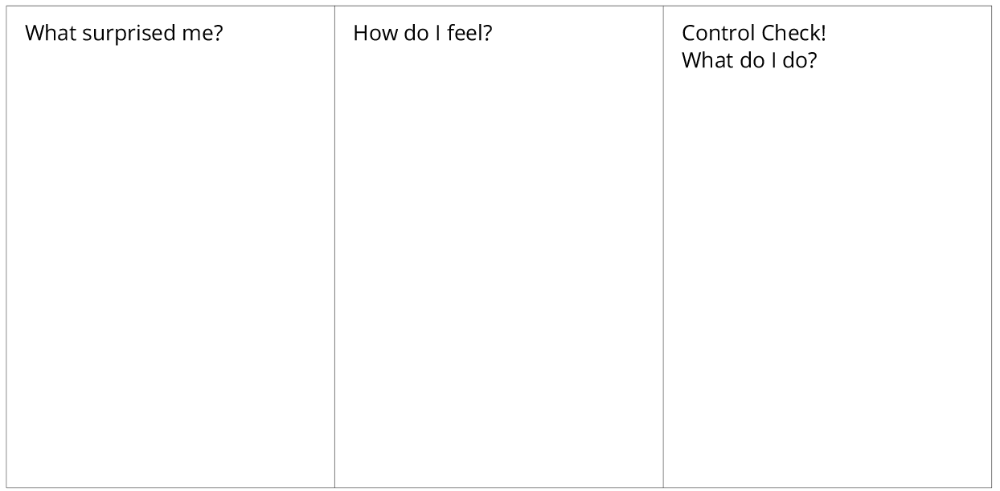 What surprised me?
How do I feel?
Control Check!
What do I do?